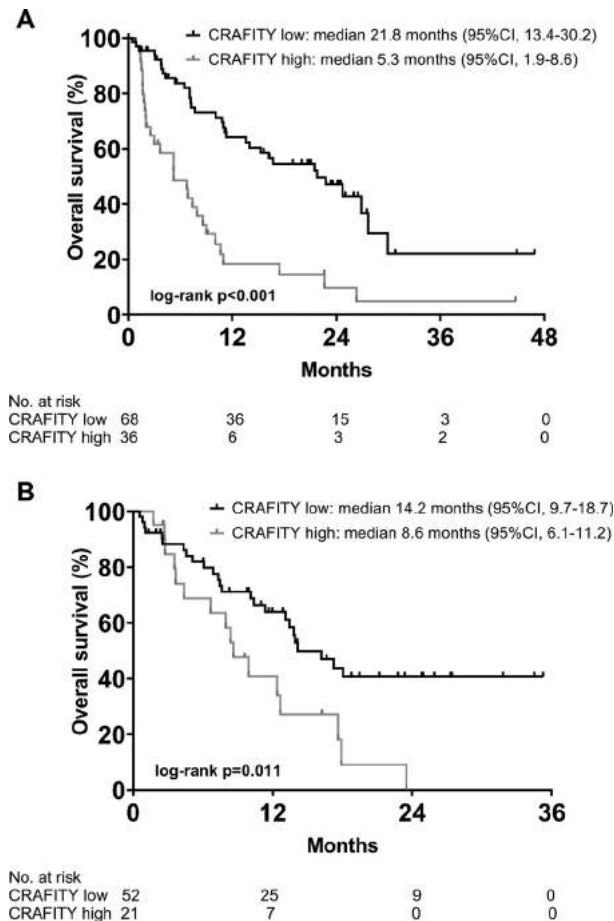 A
CRAFITY low: median 21.8 months (95%CI, 13.4-30.2)
CRAFITY high: median 5.3 months (95%CI, 1.9-8.6)
Overall survival (%)
100
80
60
40
20
0
log-rank p<0.001
0 12 24 36 48
Months
No. at risk
CRAFITY low 68 36 15 3 0
CRAFITY high 36 6 3 2 0
B
CRAFITY low: median 14.2 months (95%CI, 9.7-18.7)
CRAFITY high: median 8.6 months (95%CI, 6.1-11.2)
Overall survival (%)
100
80
60
40
20
0
log-rank p=0.011
0 12 24 36
Months
No. at risk
CRAFITY low 52 25 9 0
CRAFITY high 21 7 0 0